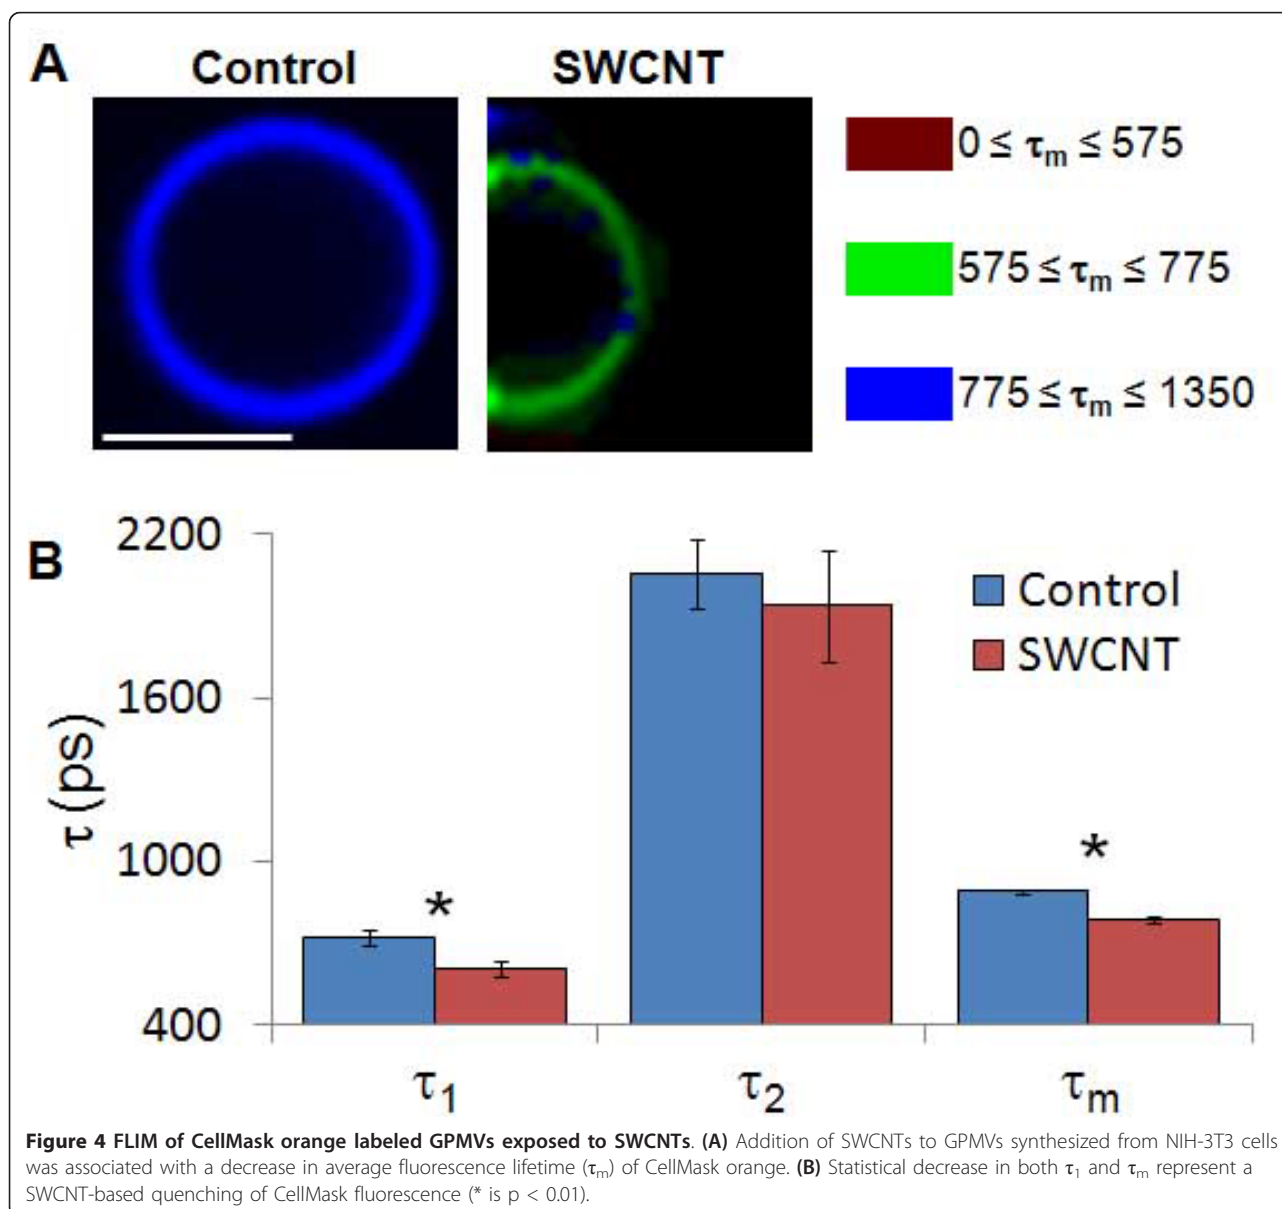 A
Control
SWCNT
0 ≤ τm ≤ 575
575 ≤ τm ≤ 775
775 ≤ τm ≤ 1350
B
2200
1600
1000
400
τ (ps)
Control
SWCNT
*
*
τ1
τ2
τm
Figure 4 FLIM of CellMask orange labeled GPMVs exposed to SWCNTs. (A) Addition of SWCNTs to GPMVs synthesized from NIH-3T3 cells
was associated with a decrease in average fluorescence lifetime (τm) of CellMask orange. (B) Statistical decrease in both τ1 and τm represent a
SWCNT-based quenching of CellMask fluorescence (* is p < 0.01).